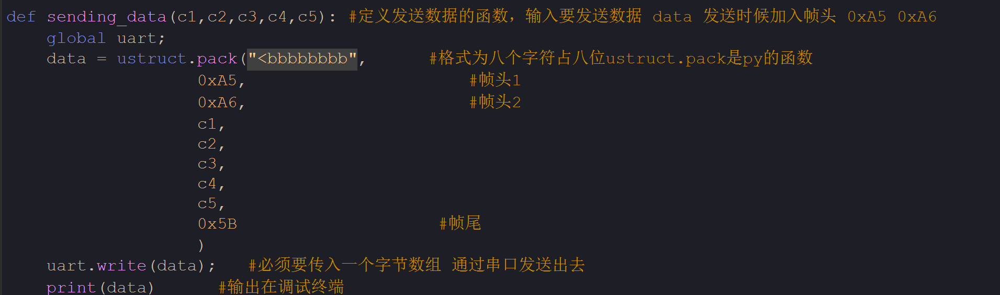 def sending_data(c1,c2,c3,c4,c5): #定义发送数据的函数，输入要发送数据 data 发送时候加入帧头 0xA5 0xA6
global uart;
data = ustruct.pack("<bbbbbbbb", #格式为八个字符占八位ustruct.pack是py的函数
0xA5, #帧头1
0xA6, #帧头2
c1,
c2,
c3,
c4,
c5,
0x5B #帧尾
)
uart.write(data); #必须要传入一个字节数组 通过串口发送出去
print(data) #输出在调试终端